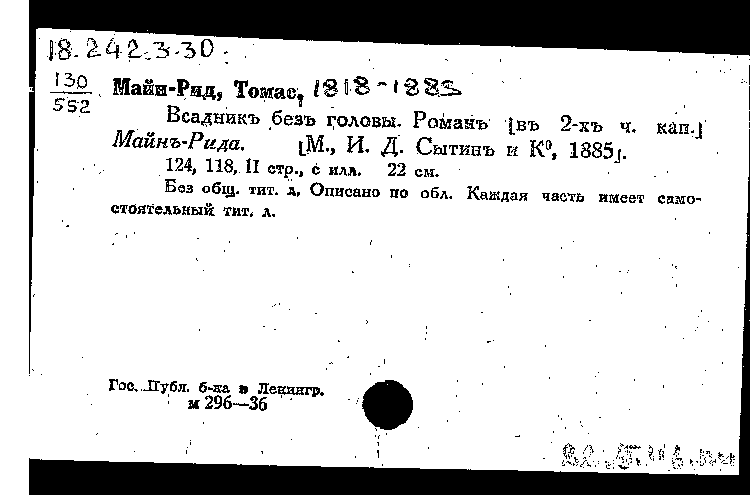 18.242.3.30.
130
552
Майн-Рид, Томас, 1818-1883
Всадникъ безъ головы. Романъ [въ 2-хъ ч. кап.]
Майнъ-Рида. [М., И. Д. Сытинъ и К⁰, 1885].
124, 118, II стр., с илл. 22 см.
Без общ. тит. л. Описано по обл. Каждая часть имеет само-
стоятельный тит. л.
Гос. Публ. б-ка в Ленингр.
м 296—36